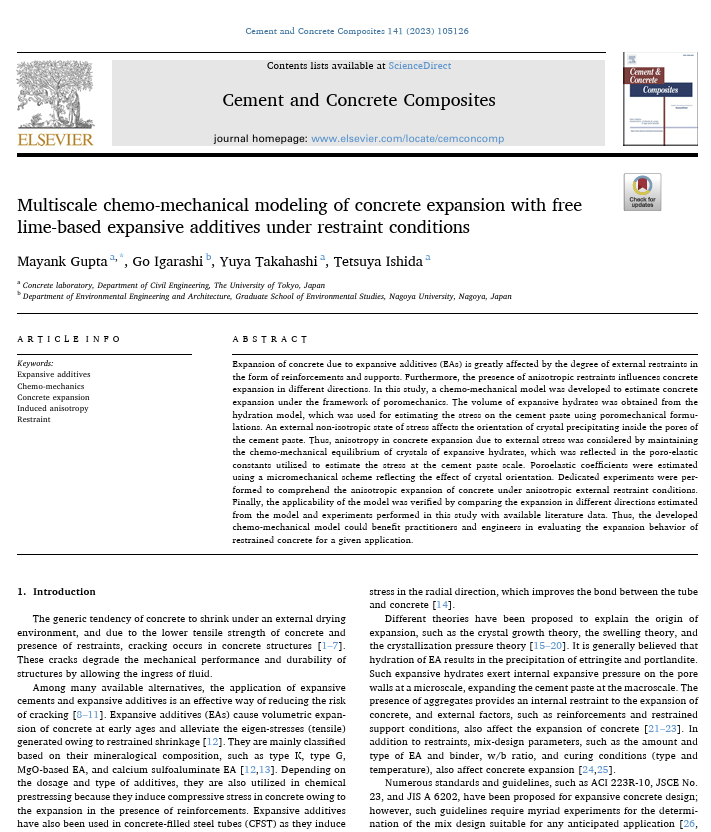 Cement and Concrete Composites 141 (2023) 105126
Contents lists available at ScienceDirect
Cement and Concrete Composites
journal homepage: www.elsevier.com/locate/cemconcomp
ELSEVIER
Cement &
Concrete
Composites
Check for
updates
Multiscale chemo-mechanical modeling of concrete expansion with free
lime-based expansive additives under restraint conditions
Mayank Gupta a,*, Go Igarashi b, Yuya Takahashi a, Tetsuya Ishida a
a Concrete laboratory, Department of Civil Engineering, The University of Tokyo, Japan
b Department of Environmental Engineering and Architecture, Graduate School of Environmental Studies, Nagoya University, Nagoya, Japan
ARTICLE INFO
Keywords:
Expansive additives
Chemo-mechanics
Concrete expansion
Induced anisotropy
Restraint
ABSTRACT
Expansion of concrete due to expansive additives (EAs) is greatly affected by the degree of external restraints in
the form of reinforcements and supports. Furthermore, the presence of anisotropic restraints influences concrete
expansion in different directions. In this study, a chemo-mechanical model was developed to estimate concrete
expansion under the framework of poromechanics. The volume of expansive hydrates was obtained from the
hydration model, which was used for estimating the stress on the cement paste using poromechanical formu-
lations. An external non-isotropic state of stress affects the orientation of crystal precipitating inside the pores of
the cement paste. Thus, anisotropy in concrete expansion due to external stress was considered by maintaining
the chemo-mechanical equilibrium of crystals of expansive hydrates, which was reflected in the poro-elastic
constants utilized to estimate the stress at the cement paste scale. Poroelastic coefficients were estimated
using a micromechanical scheme reflecting the effect of crystal orientation. Dedicated experiments were per-
formed to comprehend the anisotropic expansion of concrete under anisotropic external restraint conditions.
Finally, the applicability of the model was verified by comparing the expansion in different directions estimated
from the model and experiments performed in this study with available literature data. Thus, the developed
chemo-mechanical model could benefit practitioners and engineers in evaluating the expansion behavior of
restrained concrete for a given application.
1. Introduction
The generic tendency of concrete to shrink under an external drying
environment, and due to the lower tensile strength of concrete and
presence of restraints, cracking occurs in concrete structures [1–7].
These cracks degrade the mechanical performance and durability of
structures by allowing the ingress of fluid.
Among many available alternatives, the application of expansive
cements and expansive additives is an effective way of reducing the risk
of cracking [8–11]. Expansive additives (EAs) cause volumetric expan-
sion of concrete at early ages and alleviate the eigen-stresses (tensile)
generated owing to restrained shrinkage [12]. They are mainly classified
based on their mineralogical composition, such as type K, type G,
MgO-based EA, and calcium sulfoaluminate EA [12,13]. Depending on
the dosage and type of additives, they are also utilized in chemical
prestressing because they induce compressive stress in concrete owing to
the expansion in the presence of reinforcements. Expansive additives
have also been used in concrete-filled steel tubes (CFST) as they induce
stress in the radial direction, which improves the bond between the tube
and concrete [14].
Different theories have been proposed to explain the origin of
expansion, such as the crystal growth theory, the swelling theory, and
the crystallization pressure theory [15–20]. It is generally believed that
hydration of EA results in the precipitation of ettringite and portlandite.
Such expansive hydrates exert internal expansive pressure on the pore
walls at a microscale, expanding the cement paste at the macroscale. The
presence of aggregates provides an internal restraint to the expansion of
concrete, and external factors, such as reinforcements and restrained
support conditions, also affect the expansion of concrete [21–23]. In
addition to restraints, mix-design parameters, such as the amount and
type of EA and binder, w/b ratio, and curing conditions (type and
temperature), also affect concrete expansion [24,25].
Numerous standards and guidelines, such as ACI 223R-10, JSCE No.
23, and JIS A 6202, have been proposed for expansive concrete design;
however, such guidelines require myriad experiments for the determi-
nation of the mix design suitable for any anticipated application [26,